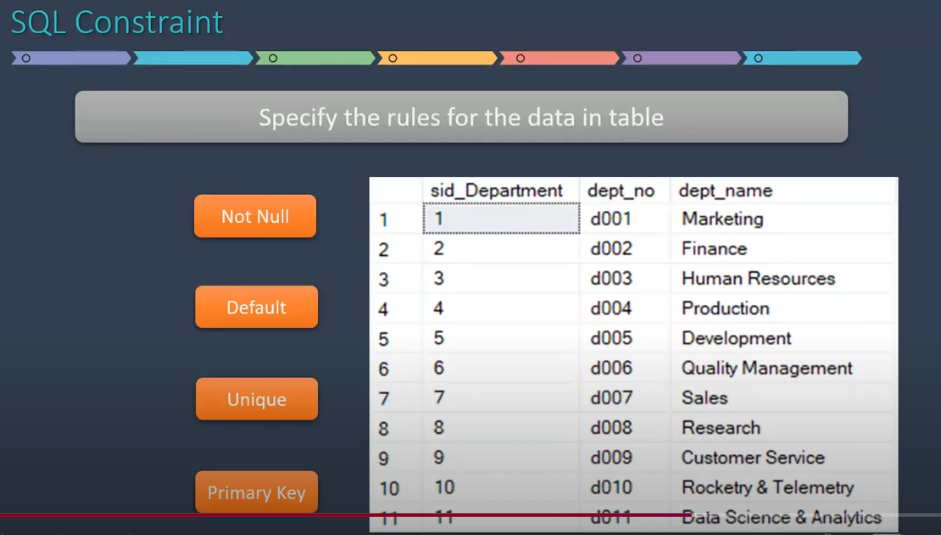 SQL Constraint
Specify the rules for the data in table
Not Null
Default
Unique
Primary Key
sid_Department dept_no dept_name
1 1 d001 Marketing
2 2 d002 Finance
3 3 d003 Human Resources
4 4 d004 Production
5 5 d005 Development
6 6 d006 Quality Management
7 7 d007 Sales
8 8 d008 Research
9 9 d009 Customer Service
10 10 d010 Rocketry & Telemetry
11 11 d011 Data Science & Analytics